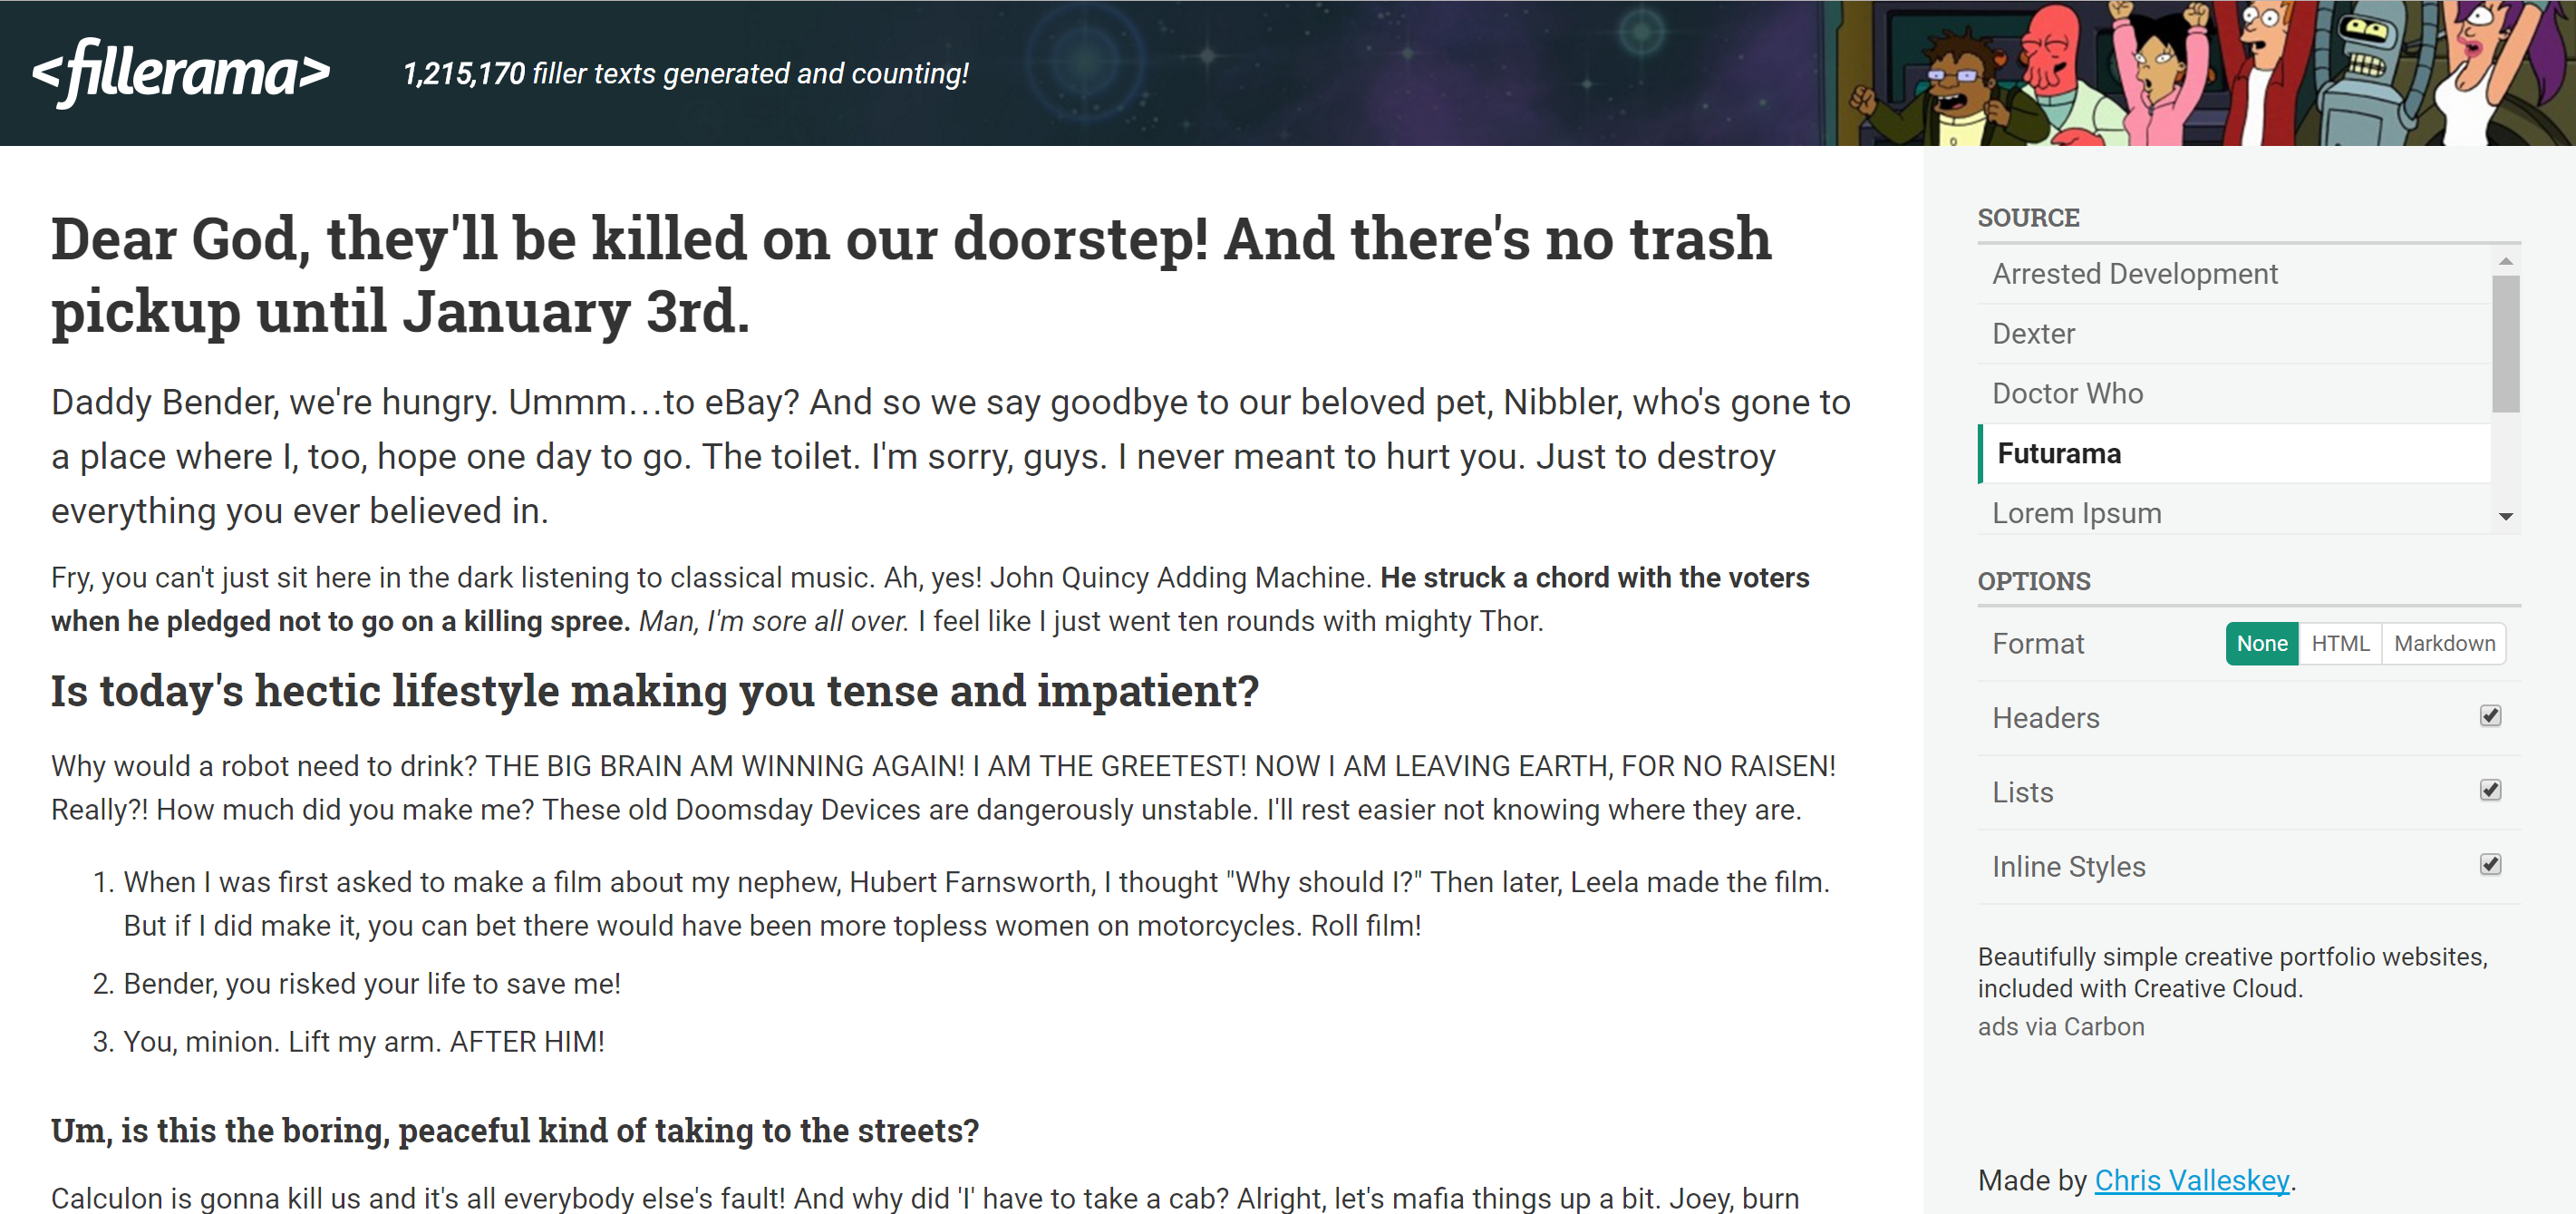 <fillerama>
1,215,170 filler texts generated and counting!
Dear God, they'll be killed on our doorstep! And there's no trash
pickup until January 3rd.
Daddy Bender, we're hungry. Ummm…to eBay? And so we say goodbye to our beloved pet, Nibbler, who's gone to
a place where I, too, hope one day to go. The toilet. I'm sorry, guys. I never meant to hurt you. Just to destroy
everything you ever believed in.
Fry, you can't just sit here in the dark listening to classical music. Ah, yes! John Quincy Adding Machine. He struck a chord with the voters
when he pledged not to go on a killing spree. Man, I'm sore all over. I feel like I just went ten rounds with mighty Thor.
Is today's hectic lifestyle making you tense and impatient?
Why would a robot need to drink? THE BIG BRAIN AM WINNING AGAIN! I AM THE GREETEST! NOW I AM LEAVING EARTH, FOR NO RAISEN!
Really?! How much did you make me? These old Doomsday Devices are dangerously unstable. I'll rest easier not knowing where they are.
1. When I was first asked to make a film about my nephew, Hubert Farnsworth, I thought "Why should I?" Then later, Leela made the film.
But if I did make it, you can bet there would have been more topless women on motorcycles. Roll film!
2. Bender, you risked your life to save me!
3. You, minion. Lift my arm. AFTER HIM!
Um, is this the boring, peaceful kind of taking to the streets?
Calculon is gonna kill us and it's all everybody else's fault! And why did 'I' have to take a cab? Alright, let's mafia things up a bit. Joey, burn
SOURCE
Arrested Development
Dexter
Doctor Who
Futurama
Lorem Ipsum
OPTIONS
Format None HTML Markdown
Headers
Lists
Inline Styles
Beautifully simple creative portfolio websites,
included with Creative Cloud.
ads via Carbon
Made by Chris Valleskey.